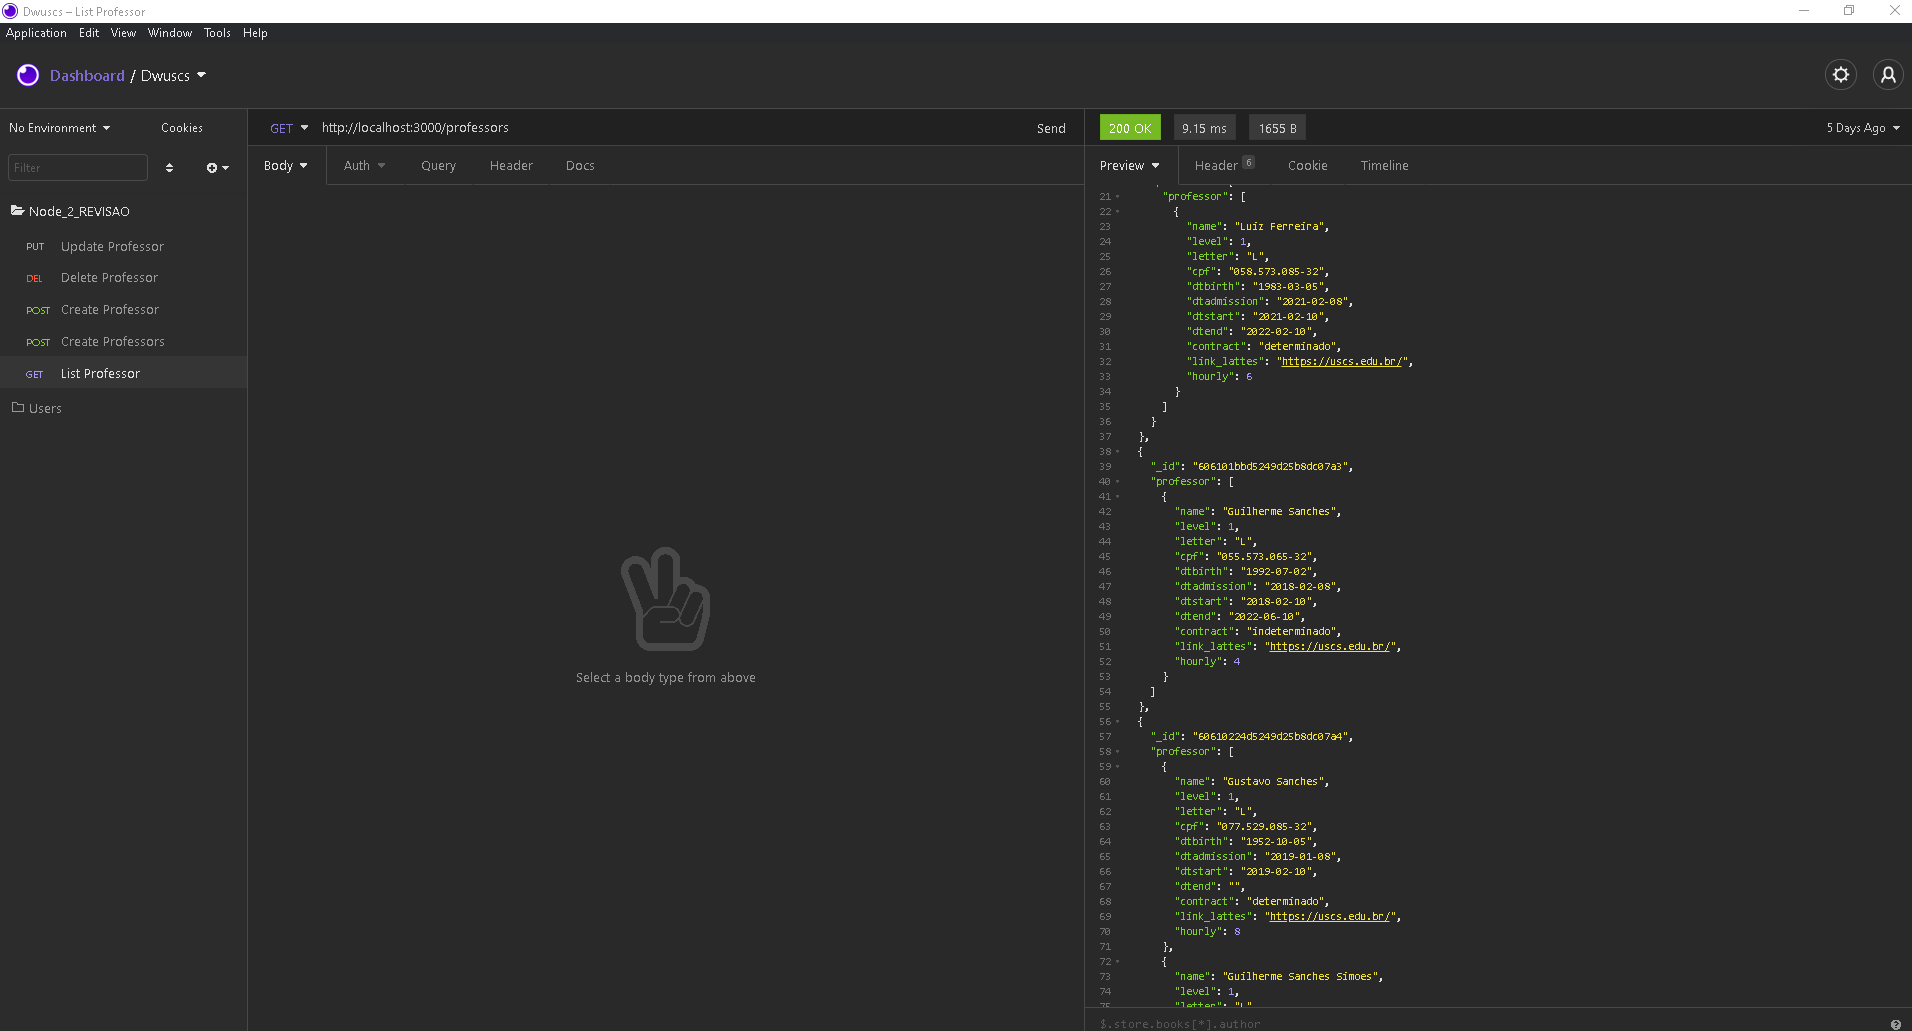 Dwuscs – List Professor
Application Edit View Window Tools Help
Dashboard / Dwuscs
No Environment Cookies
Filter
Node_2_REVISAO
PUT Update Professor
DEL Delete Professor
POST Create Professor
POST Create Professors
GET List Professor
Users
GET http://localhost:3000/professors Send
Body Auth Query Header Docs
Select a body type from above
200 OK 9.15 ms 1655 B 5 Days Ago
Preview Header 6 Cookie Timeline
21 "professor": [
22 {
23 "name": "Luiz Ferreira",
24 "level": 1,
25 "letter": "L",
26 "cpf": "058.573.085-32",
27 "dtbirth": "1983-03-05",
28 "dtadmission": "2021-02-08",
29 "dtstart": "2021-02-10",
30 "dtend": "2022-02-10",
31 "contract": "determinado",
32 "link_lattes": "https://uscs.edu.br/",
33 "hourly": 6
34 }
35 ]
36 }
37 },
38 {
39 "_id": "606101bbd5249d25b8dc07a3",
40 "professor": [
41 {
42 "name": "Guilherme Sanches",
43 "level": 1,
44 "letter": "L",
45 "cpf": "055.573.065-32",
46 "dtbirth": "1992-07-02",
47 "dtadmission": "2018-02-08",
48 "dtstart": "2018-02-10",
49 "dtend": "2022-06-10",
50 "contract": "indeterminado",
51 "link_lattes": "https://uscs.edu.br/",
52 "hourly": 4
53 }
54 ]
55 },
56 {
57 "_id": "60610224d5249d25b8dc07a4",
58 "professor": [
59 {
60 "name": "Gustavo Sanches",
61 "level": 1,
62 "letter": "L",
63 "cpf": "077.529.085-32",
64 "dtbirth": "1952-10-05",
65 "dtadmission": "2019-01-08",
66 "dtstart": "2019-02-10",
67 "dtend": "",
68 "contract": "determinado",
69 "link_lattes": "https://uscs.edu.br/",
70 "hourly": 8
71 },
72 {
73 "name": "Guilherme Sanches Simoes",
74 "level": 1,
75 "letter": "L"
$.store.books[*].author